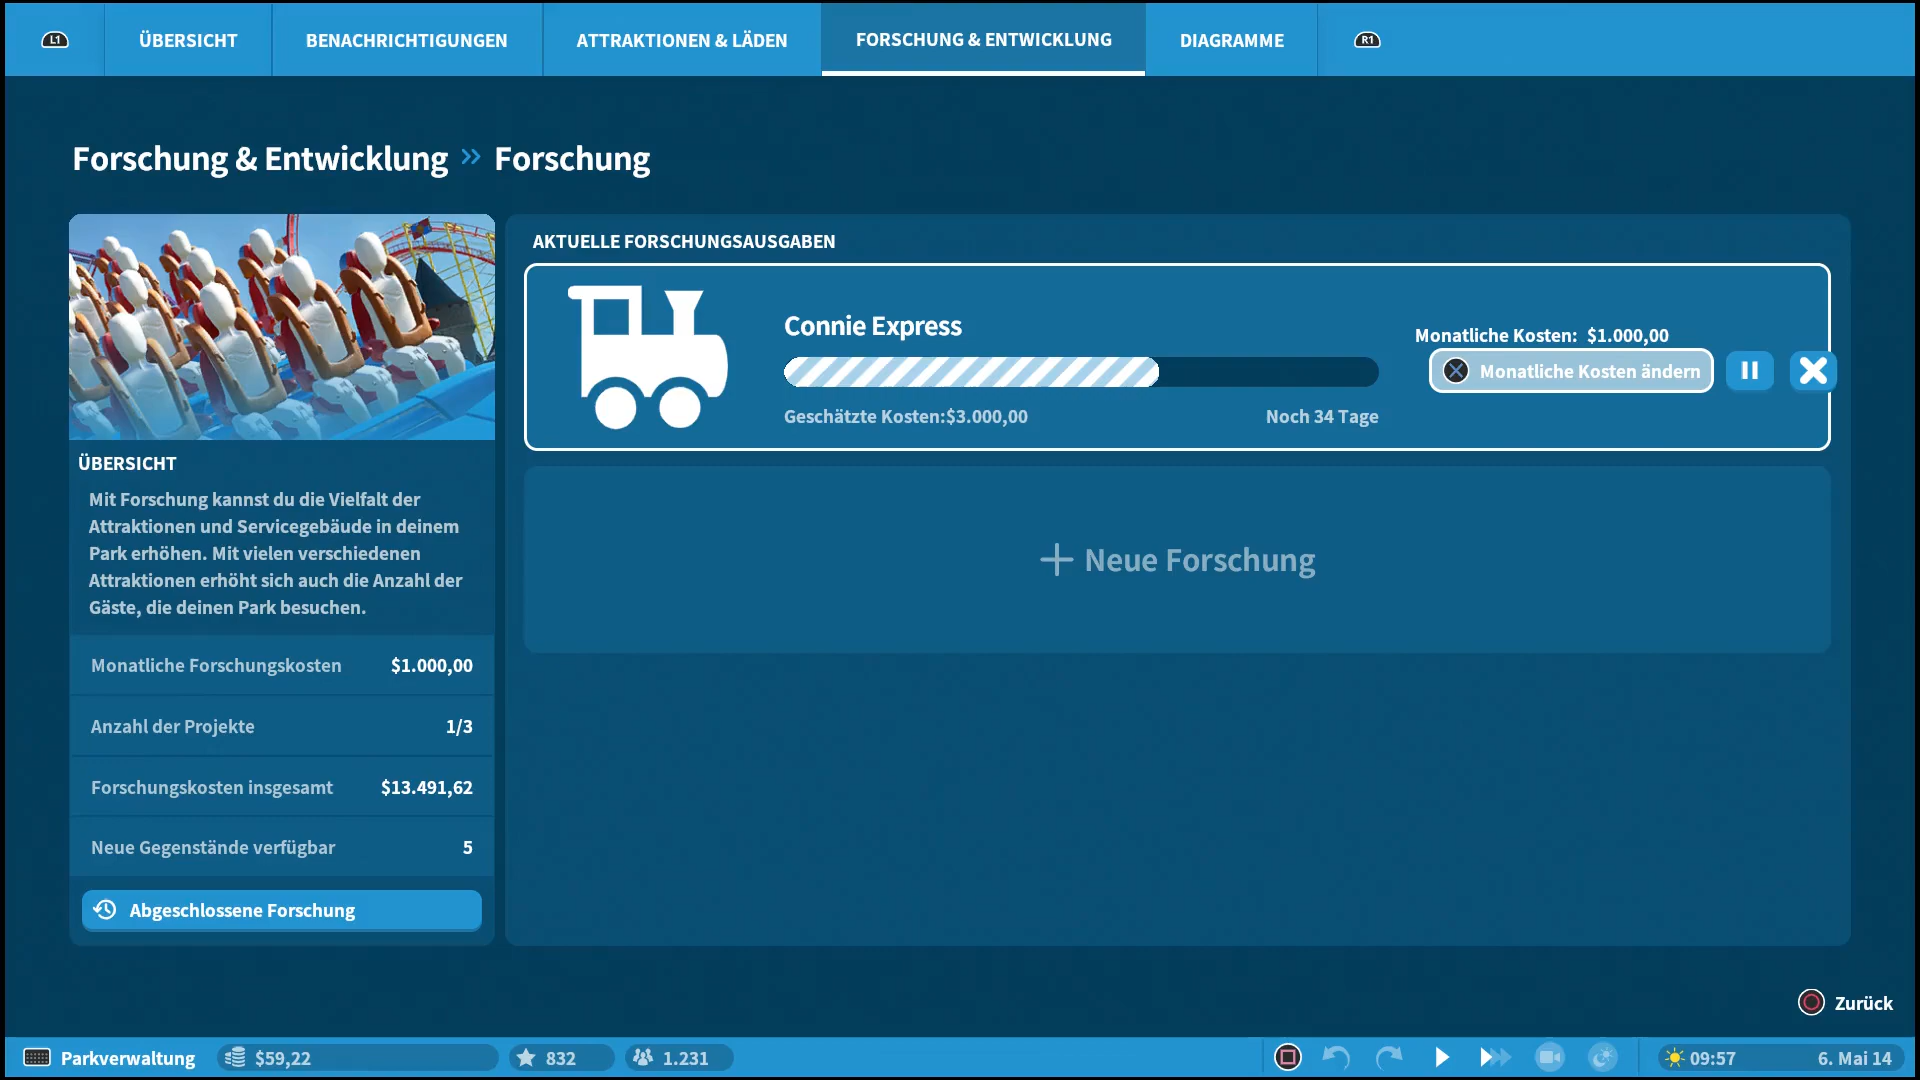 L1
ÜBERSICHT
BENACHRICHTIGUNGEN
ATTRAKTIONEN & LÄDEN
FORSCHUNG & ENTWICKLUNG
DIAGRAMME
R1
Forschung & Entwicklung » Forschung
ÜBERSICHT
Mit Forschung kannst du die Vielfalt der
Attraktionen und Servicegebäude in deinem
Park erhöhen. Mit vielen verschiedenen
Attraktionen erhöht sich auch die Anzahl der
Gäste, die deinen Park besuchen.
Monatliche Forschungskosten $1.000,00
Anzahl der Projekte 1/3
Forschungskosten insgesamt $13.491,62
Neue Gegenstände verfügbar 5
Abgeschlossene Forschung
AKTUELLE FORSCHUNGSAUSGABEN
Connie Express
Geschätzte Kosten:$3.000,00
Noch 34 Tage
Monatliche Kosten: $1.000,00
Monatliche Kosten ändern
+ Neue Forschung
Zurück
Parkverwaltung
$59,22
832
1.231
09:57
6. Mai 14